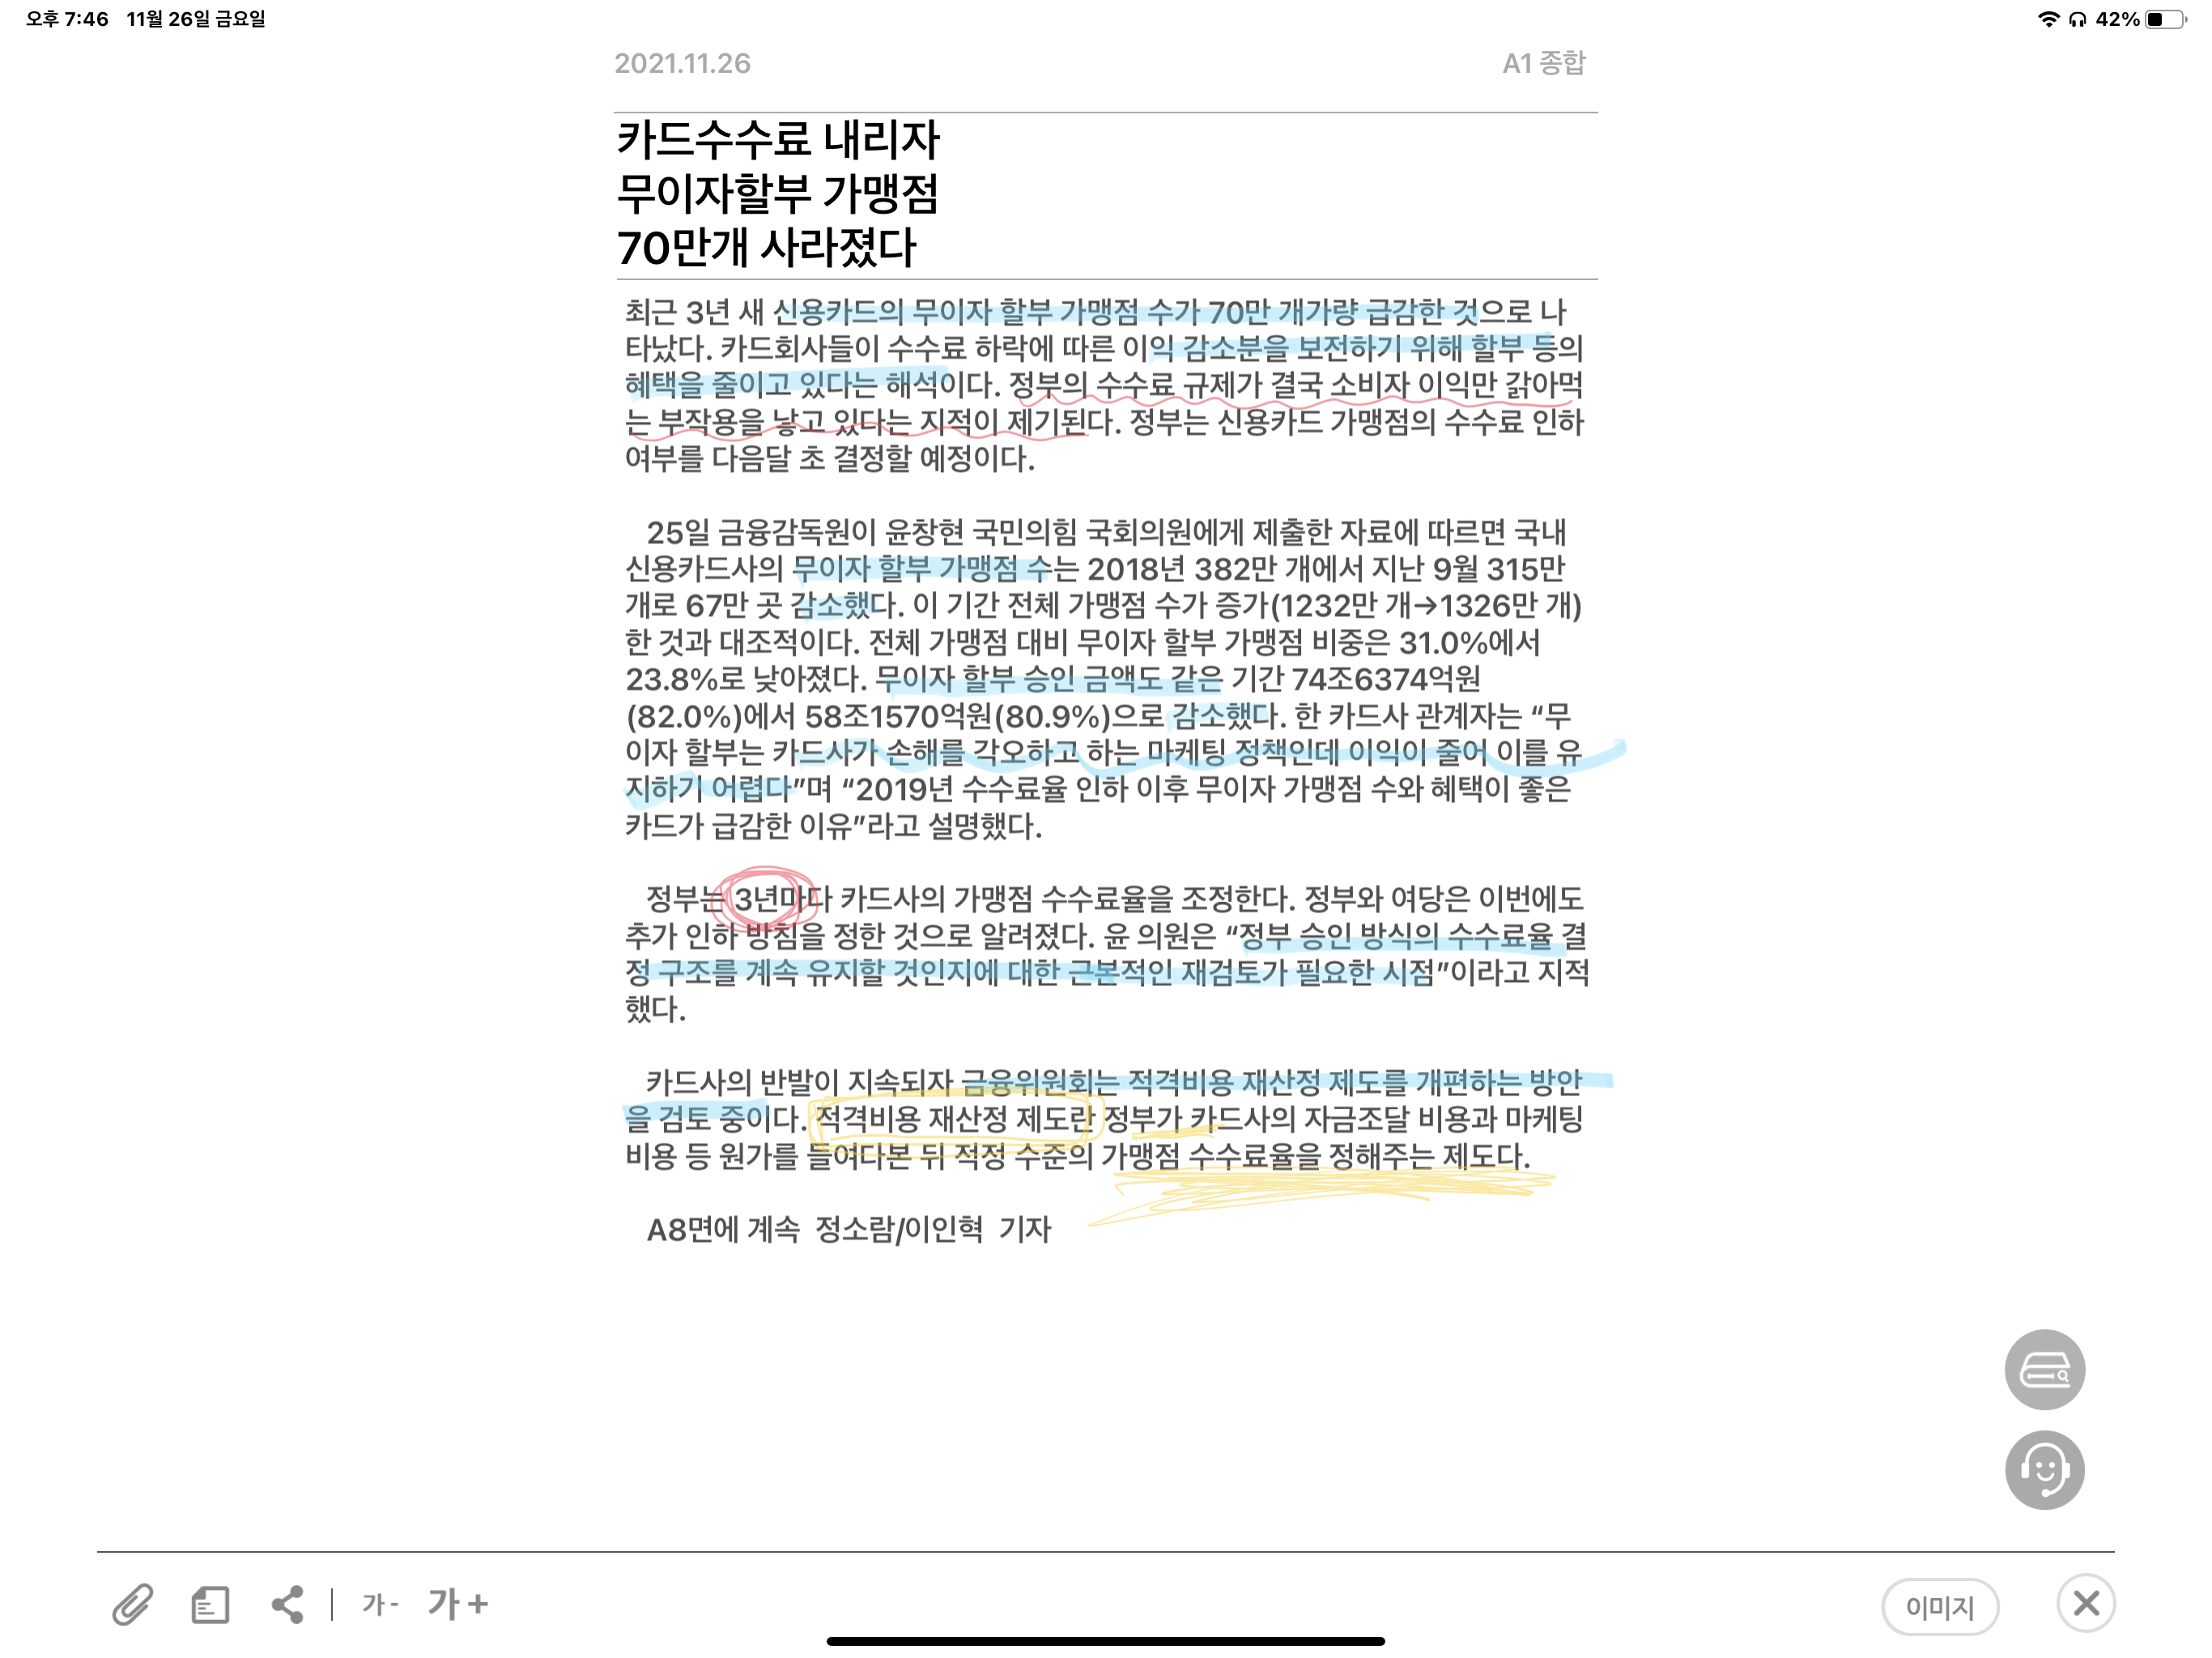 오후 7:46 11월 26일 금요일 42%
2021.11.26 A1 종합
카드수수료 내리자
무이자할부 가맹점
70만개 사라졌다
최근 3년 새 신용카드의 무이자 할부 가맹점 수가 70만 개가량 급감한 것으로 나
타났다. 카드회사들이 수수료 하락에 따른 이익 감소분을 보전하기 위해 할부 등의
혜택을 줄이고 있다는 해석이다. 정부의 수수료 규제가 결국 소비자 이익만 갉아먹
는 부작용을 낳고 있다는 지적이 제기된다. 정부는 신용카드 가맹점의 수수료 인하
여부를 다음달 초 결정할 예정이다.
25일 금융감독원이 윤창현 국민의힘 국회의원에게 제출한 자료에 따르면 국내
신용카드사의 무이자 할부 가맹점 수는 2018년 382만 개에서 지난 9월 315만
개로 67만 곳 감소했다. 이 기간 전체 가맹점 수가 증가(1232만 개→1326만 개)
한 것과 대조적이다. 전체 가맹점 대비 무이자 할부 가맹점 비중은 31.0%에서
23.8%로 낮아졌다. 무이자 할부 승인 금액도 같은 기간 74조6374억원
(82.0%)에서 58조1570억원(80.9%)으로 감소했다. 한 카드사 관계자는 “무
이자 할부는 카드사가 손해를 각오하고 하는 마케팅 정책인데 이익이 줄어 이를 유
지하기 어렵다”며 “2019년 수수료율 인하 이후 무이자 가맹점 수와 혜택이 좋은
카드가 급감한 이유”라고 설명했다.
정부는 3년마다 카드사의 가맹점 수수료율을 조정한다. 정부와 여당은 이번에도
추가 인하 방침을 정한 것으로 알려졌다. 윤 의원은 “정부 승인 방식의 수수료율 결
정 구조를 계속 유지할 것인지에 대한 근본적인 재검토가 필요한 시점”이라고 지적
했다.
카드사의 반발이 지속되자 금융위원회는 적격비용 재산정 제도를 개편하는 방안
을 검토 중이다. 적격비용 재산정 제도란 정부가 카드사의 자금조달 비용과 마케팅
비용 등 원가를 들여다본 뒤 적정 수준의 가맹점 수수료율을 정해주는 제도다.
A8면에 계속 정소람/이인혁 기자
가 - 가 + 이미지